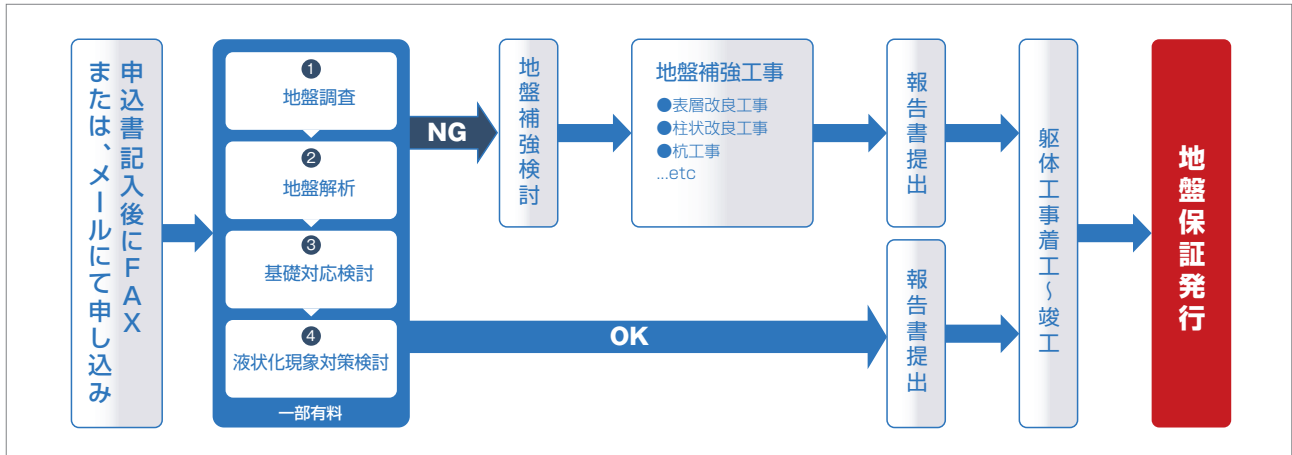 申込書記入後にFAX
または、メールにて申し込み
❶
地盤調査
❷
地盤解析
❸
基礎対応検討
❹
液状化現象対策検討
一部有料
NG
地盤補強検討
地盤補強工事
●表層改良工事
●柱状改良工事
●杭工事
...etc
報告書提出
OK
報告書提出
躯体工事着工～竣工
地盤保証発行